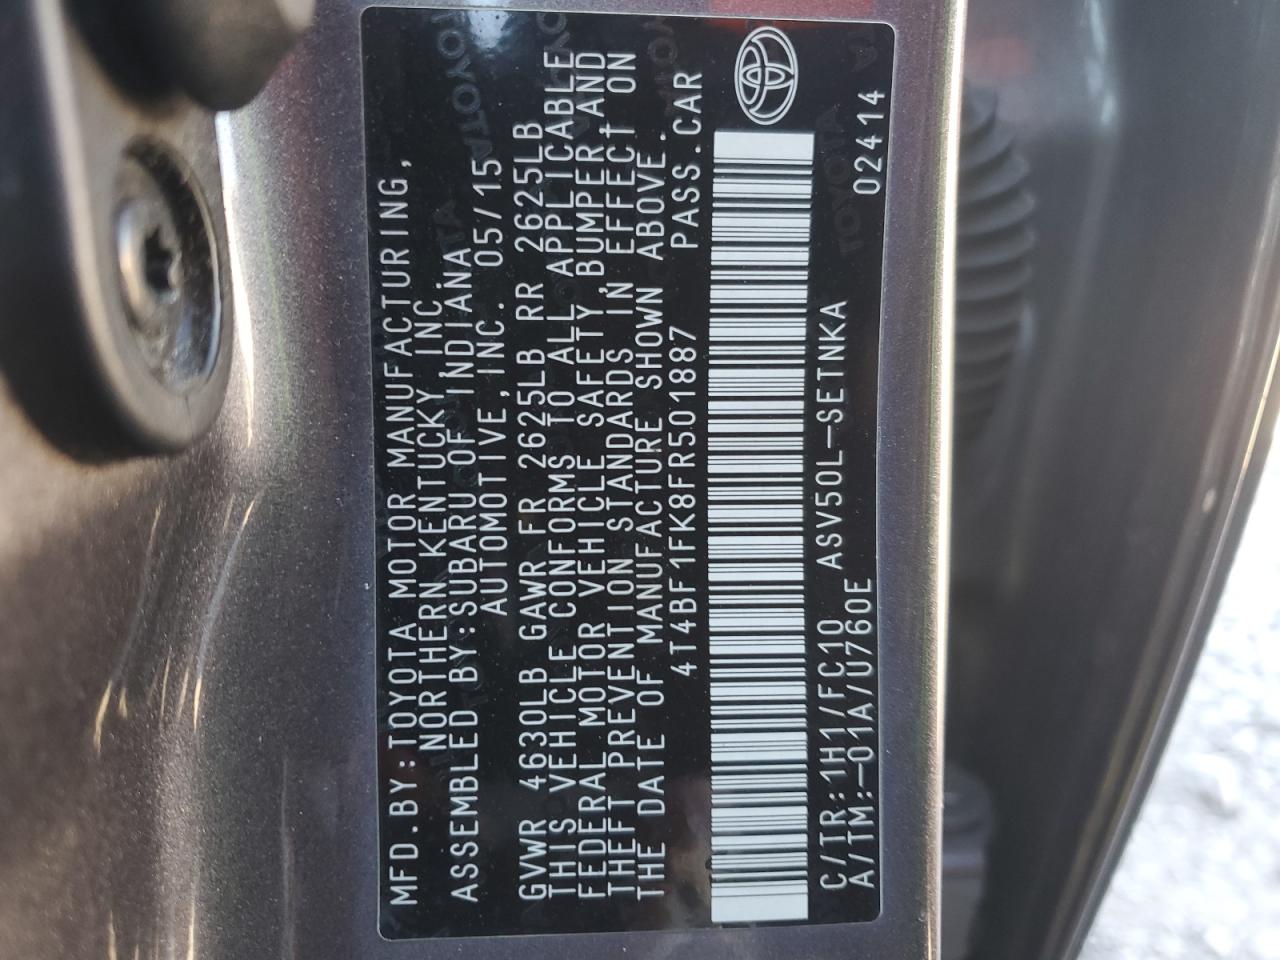 MFD.BY:TOYOTA MOTOR MANUFACTURING,
NORTHERN KENTUCKY,INC.
ASSEMBLED BY:SUBARU OF INDIANA
AUTOMOTIVE,INC. 05/15
GVWR 4630LB GAWR FR 2625LB RR 2625LB
THIS VEHICLE CONFORMS TO ALL APPLICABLE
FEDERAL MOTOR VEHICLE SAFETY,BUMPER,AND
THEFT PREVENTION STANDARDS IN EFFECT ON
THE DATE OF MANUFACTURE SHOWN ABOVE.
4T4BF1FK8FR501887 PASS.CAR
C/TR:1H1/FC10 ASV50L-SETNKA
A/TM:-01A/U760E 02414